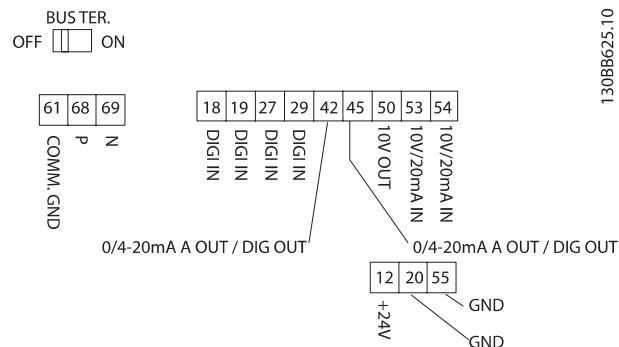 BUS TER.
OFF ON
130BB625.10
61 68 69
COMM. GND
P
N
18 19 27 29 42 45 50 53 54
DIGI IN
DIGI IN
DIGI IN
DIGI IN
10V OUT
10V/20mA IN
10V/20mA IN
0/4-20mA A OUT / DIG OUT
0/4-20mA A OUT / DIG OUT
12 20 55
+24V
GND
GND